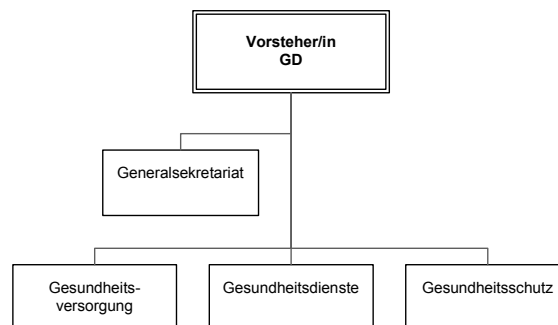 Vorsteher/in
GD
Generalsekretariat
Gesundheits-
versorgung
Gesundheitsdienste
Gesundheitsschutz